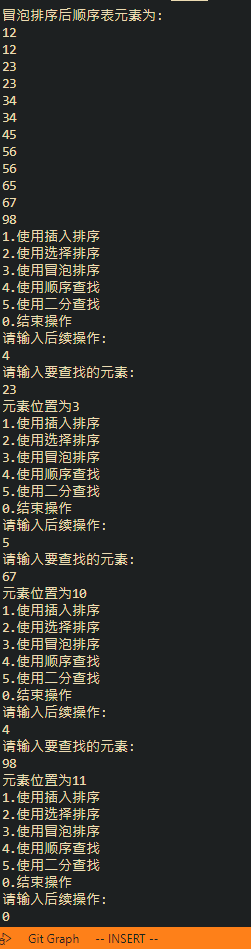 冒泡排序后顺序表元素为:
12
12
23
23
34
34
45
56
56
65
67
98
1.使用插入排序
2.使用选择排序
3.使用冒泡排序
4.使用顺序查找
5.使用二分查找
0.结束操作
请输入后续操作:
4
请输入要查找的元素:
23
元素位置为3
1.使用插入排序
2.使用选择排序
3.使用冒泡排序
4.使用顺序查找
5.使用二分查找
0.结束操作
请输入后续操作:
5
请输入要查找的元素:
67
元素位置为10
1.使用插入排序
2.使用选择排序
3.使用冒泡排序
4.使用顺序查找
5.使用二分查找
0.结束操作
请输入后续操作:
4
请输入要查找的元素:
98
元素位置为11
1.使用插入排序
2.使用选择排序
3.使用冒泡排序
4.使用顺序查找
5.使用二分查找
0.结束操作
请输入后续操作:
0
Git Graph -- INSERT --